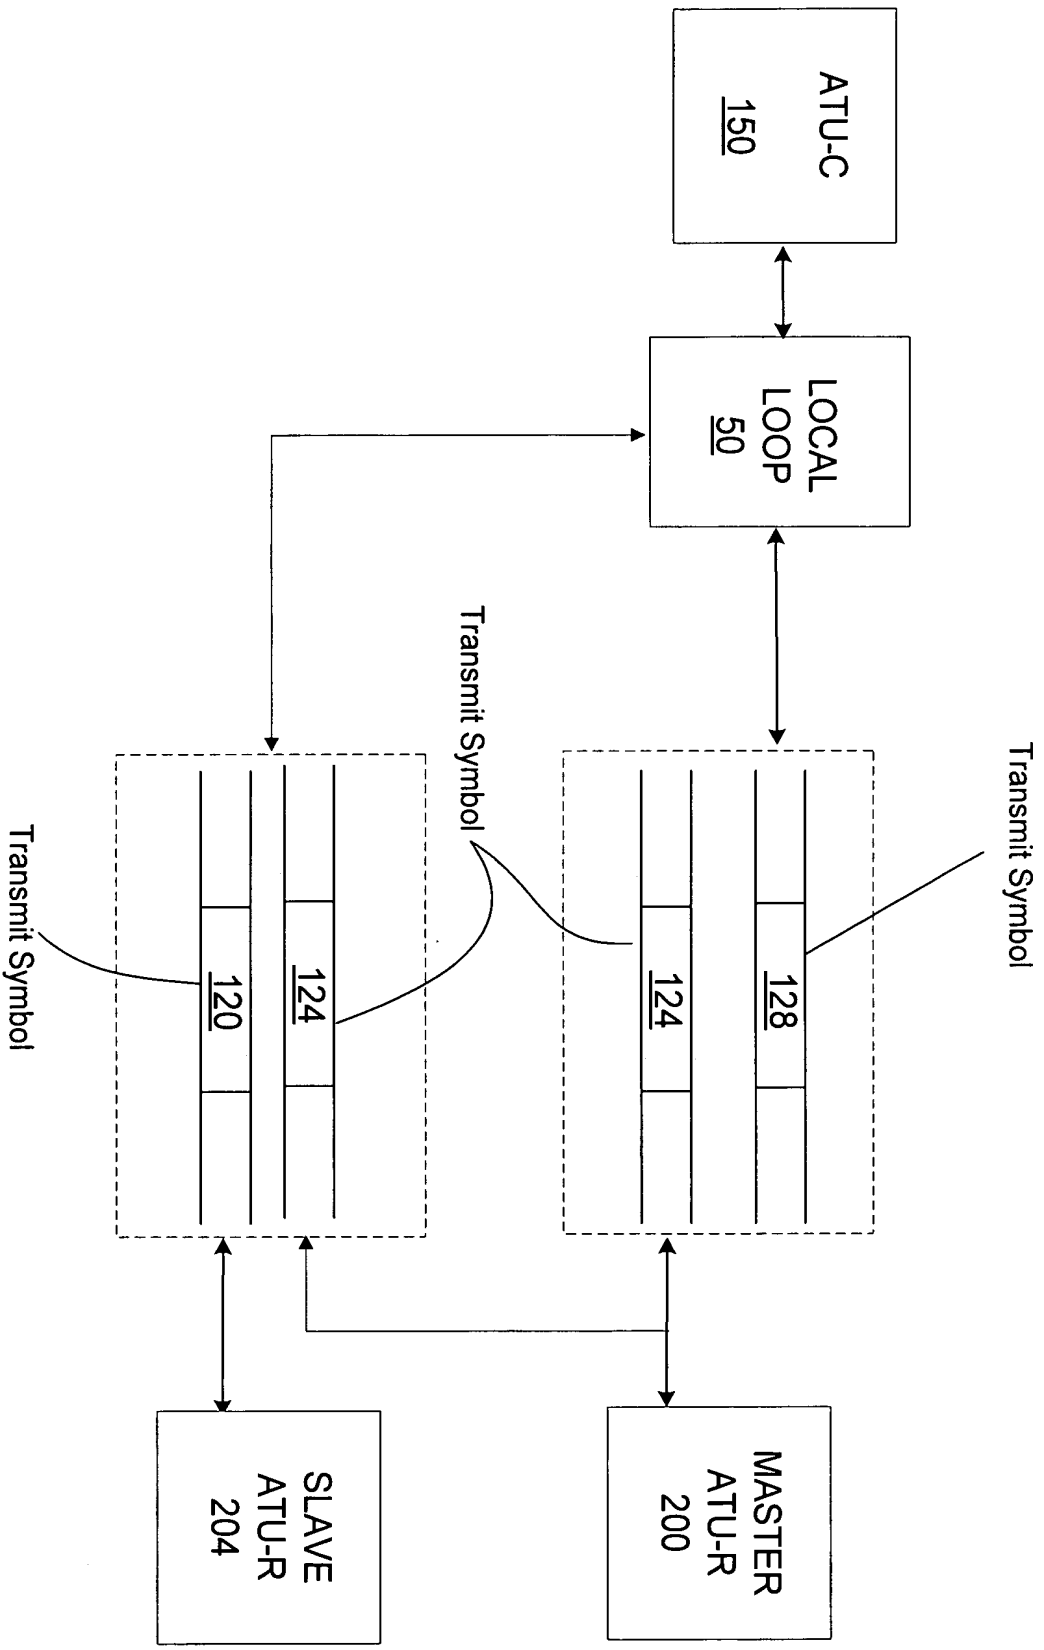 ATU-C
150
LOCAL
LOOP
50
Transmit Symbol
128
124
Transmit Symbol
124
120
Transmit Symbol
MASTER
ATU-R
200
SLAVE
ATU-R
204